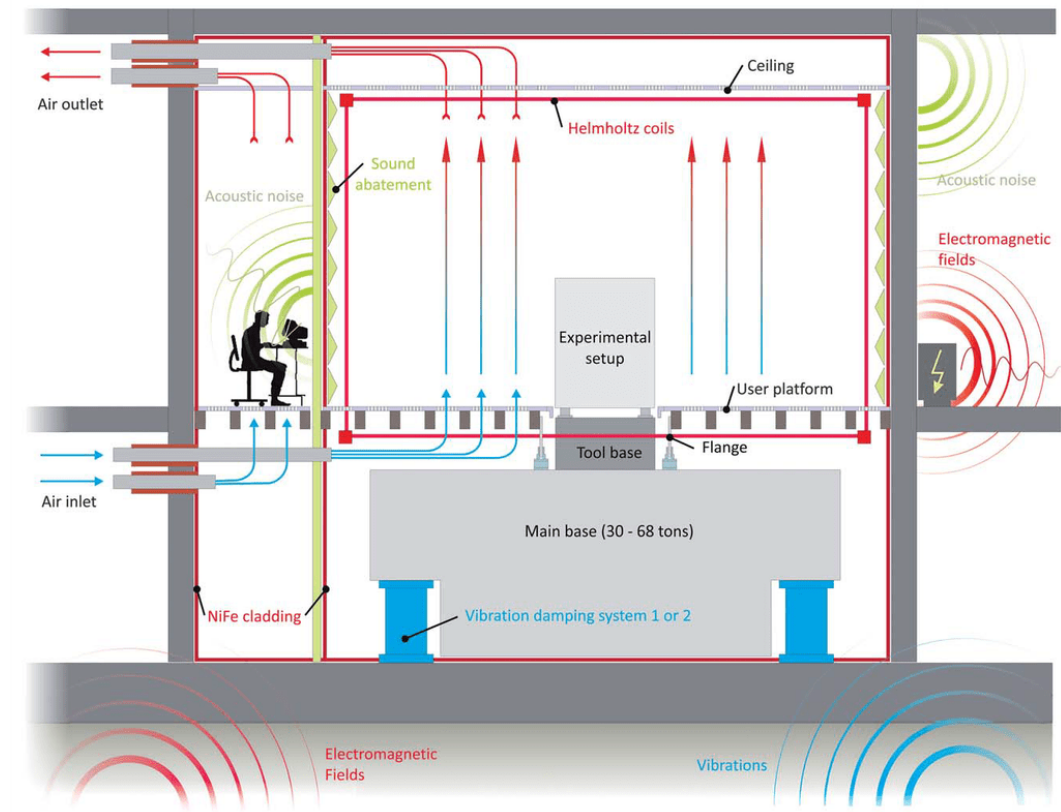 Air outlet
Ceiling
Helmholtz coils
Sound
abatement
Acoustic noise
Acoustic noise
Electromagnetic
fields
Experimental
setup
User platform
Flange
Tool base
Air inlet
Main base (30 - 68 tons)
NiFe cladding
Vibration damping system 1 or 2
Electromagnetic
Fields
Vibrations